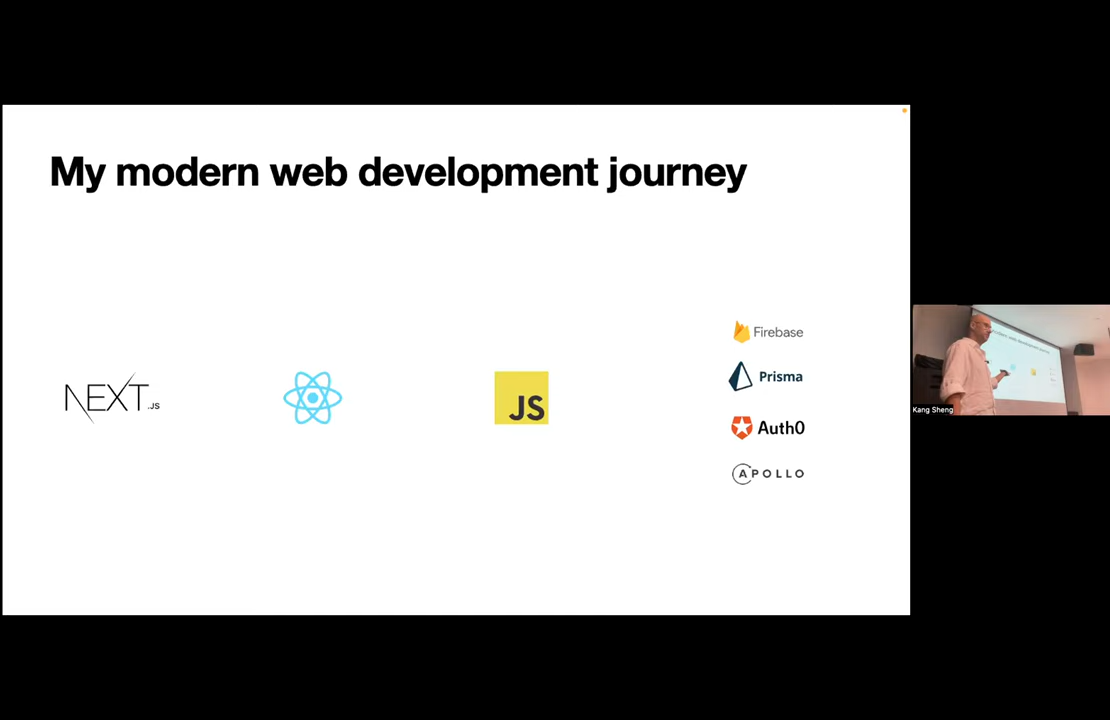 My modern web development journey
NEXT.JS
JS
Firebase
Prisma
Auth0
APOLLO
Kang Sheng